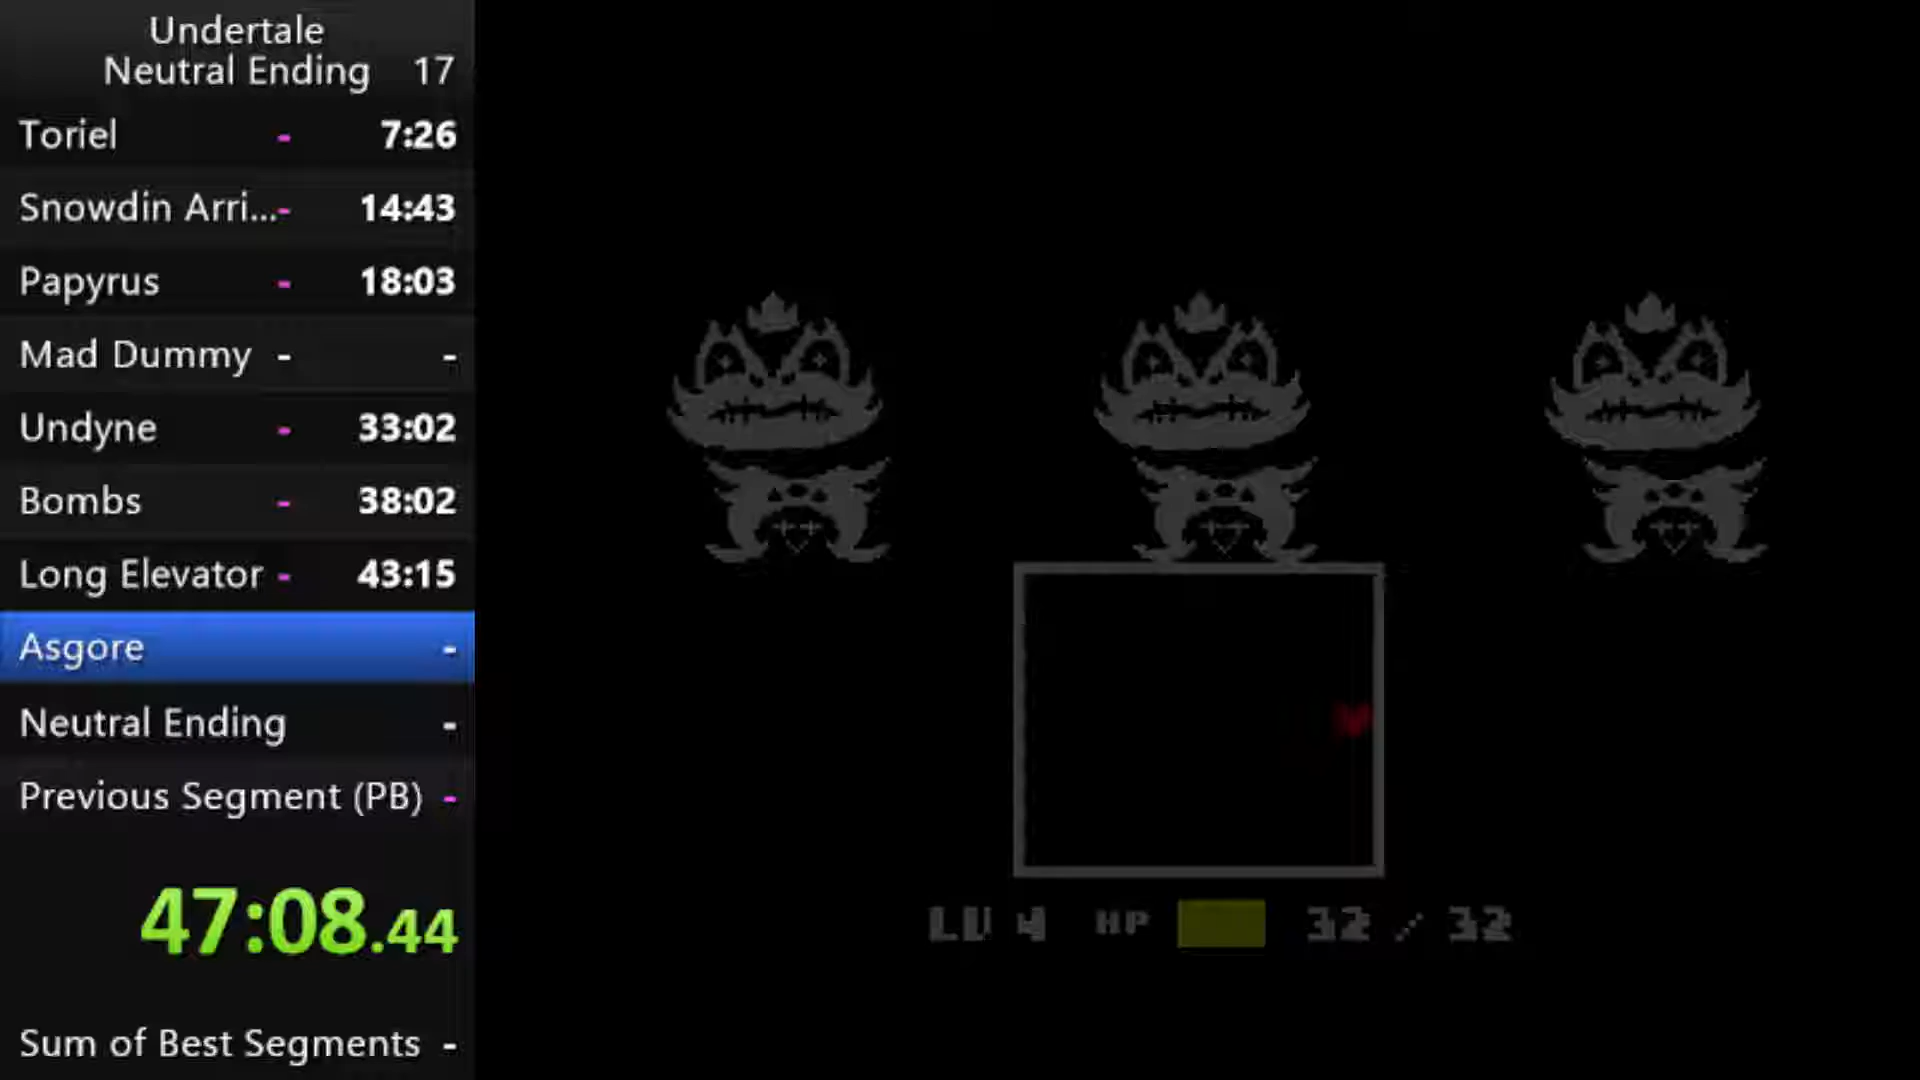 Undertale
Neutral Ending 17
Toriel - 7:26
Snowdin Arri...- 14:43
Papyrus - 18:03
Mad Dummy - -
Undyne - 33:02
Bombs - 38:02
Long Elevator - 43:15
Asgore -
Neutral Ending -
Previous Segment (PB) -
47:08.44
Sum of Best Segments -
LV 4 HP 32 / 32